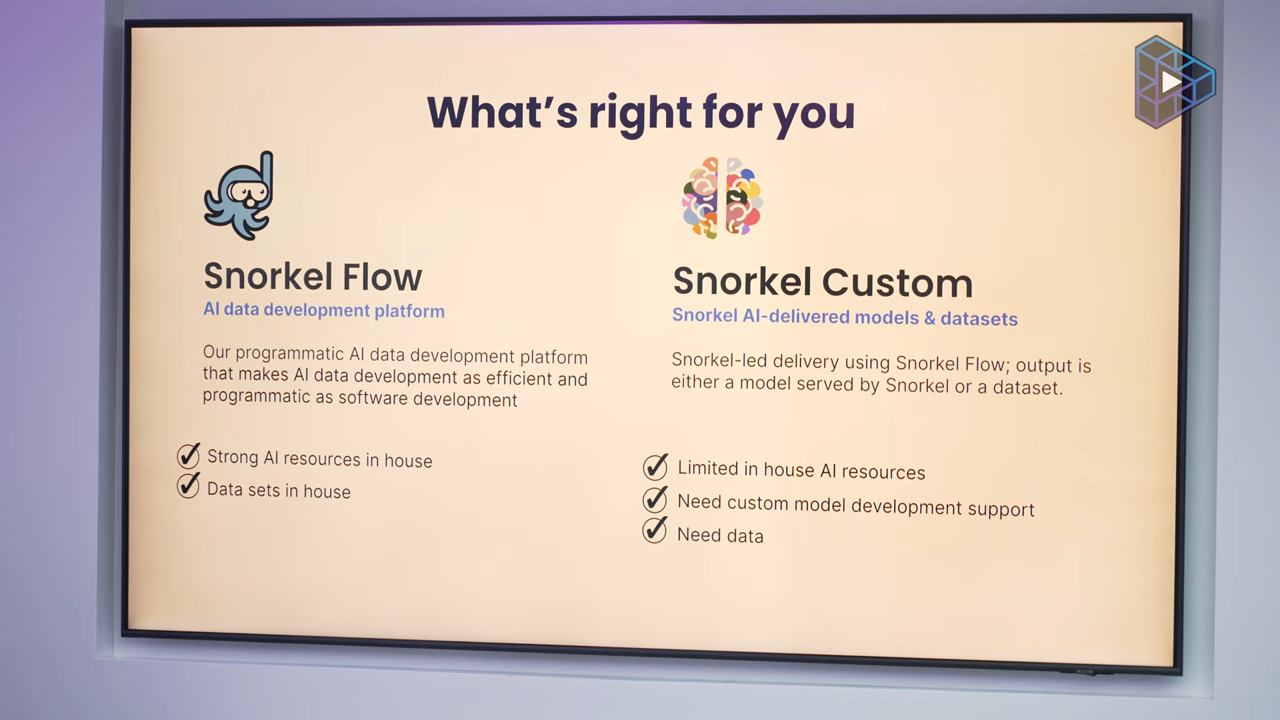 What's right for you
Snorkel Flow
AI data development platform
Our programmatic AI data development platform
that makes AI data development as efficient and
programmatic as software development
Strong AI resources in house
Data sets in house
Snorkel Custom
Snorkel AI-delivered models & datasets
Snorkel-led delivery using Snorkel Flow; output is
either a model served by Snorkel or a dataset.
Limited in house AI resources
Need custom model development support
Need data